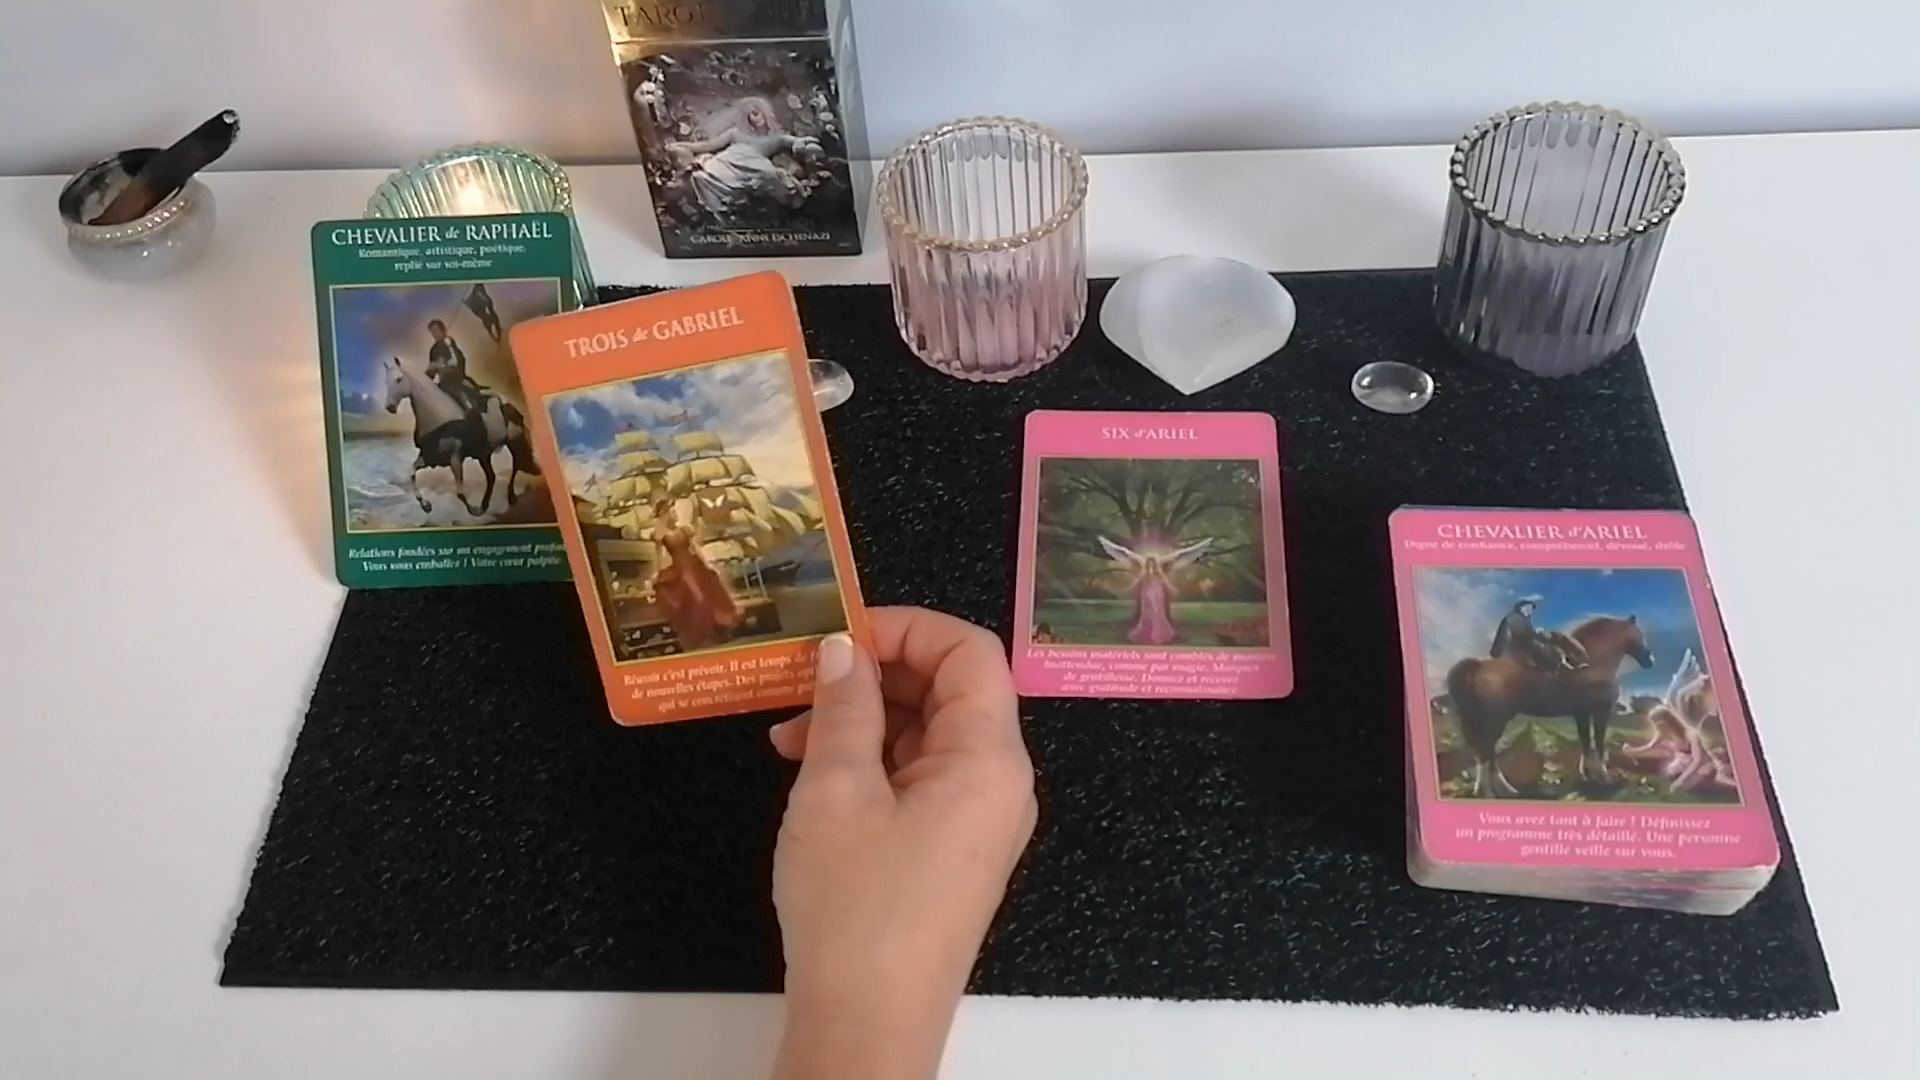 TAROT
CAROLE-ANNE ESCHENAZI
CHEVALIER de RAPHAËL
Romantique, artistique, poétique,
replié sur soi-même
Relations fondées sur un engagement
Vous vous emballez ! Votre cœur palpite.
TROIS de GABRIEL
Réussir c'est prévoir. Il est temps de
de nouvelles étapes. Des projets
qui se concrétisent comme
SIX d'ARIEL
Les besoins matériels sont comblés de manière
inattendue, comme par magie. Marques
de gentillesse. Donnez et recevez
avec gratitude et reconnaissance.
CHEVALIER d'ARIEL
Digne de confiance, compréhensif, dévoué, drôle
Vous avez tant à faire ! Définissez
un programme très détaillé. Une personne
gentille veille sur vous.